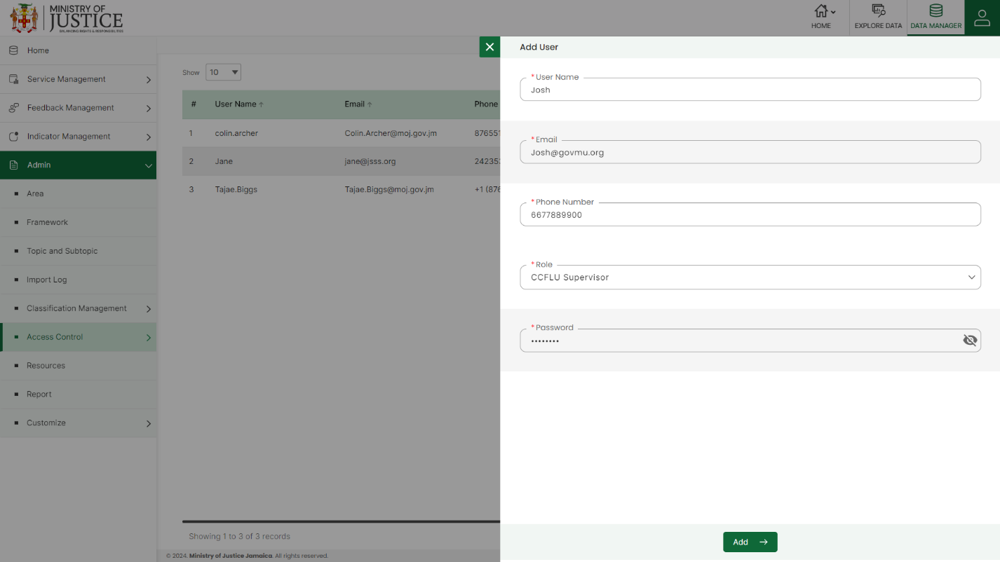 MINISTRY OF
JUSTICE
BALANCING RIGHTS & RESPONSIBILITIES
HOME
EXPLORE DATA
DATA MANAGER
Home
Service Management
Feedback Management
Indicator Management
Admin
Area
Framework
Topic and Subtopic
Import Log
Classification Management
Access Control
Resources
Report
Customize
Show 10
# User Name ↑ Email ↑ Phone
1 colin.archer Colin.Archer@moj.gov.jm 876551
2 Jane jane@jsss.org 242353
3 Tajae.Biggs Tajae.Biggs@moj.gov.jm +1 (876
Showing 1 to 3 of 3 records
© 2024. Ministry of Justice Jamaica. All rights reserved.
Add User
*User Name
Josh
*Email
Josh@govmu.org
*Phone Number
6677889900
*Role
CCFLU Supervisor
*Password
••••••••
Add →